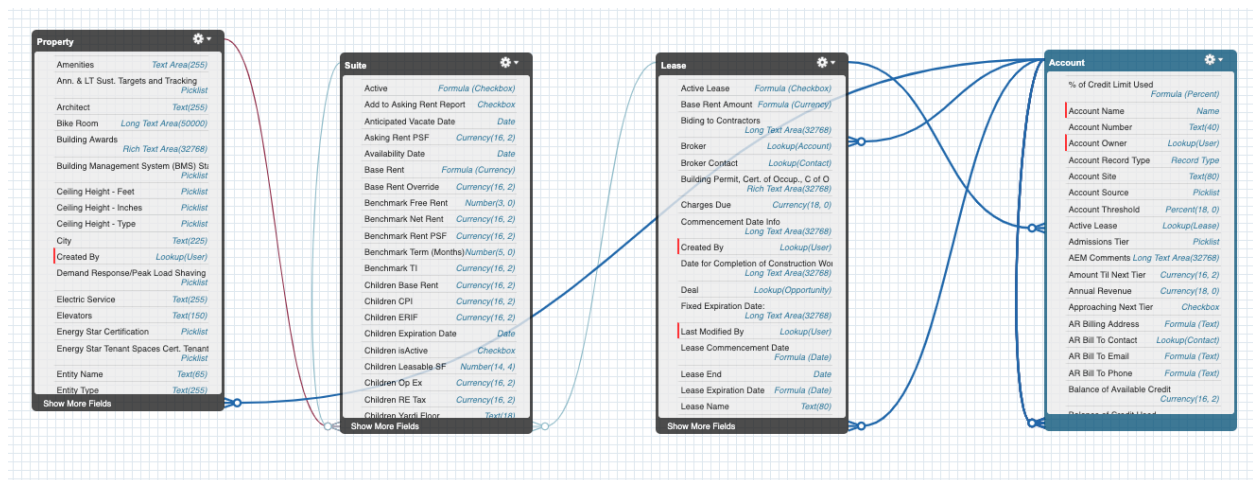 Property
Amenities Text Area(255)
Ann. & LT Sust. Targets and Tracking
Picklist
Architect Text(255)
Bike Room Long Text Area(50000)
Building Awards
Rich Text Area(32768)
Building Management System (BMS) Sta
Picklist
Ceiling Height - Feet Picklist
Ceiling Height - Inches Picklist
Ceiling Height - Type Picklist
City Text(225)
Created By Lookup(User)
Demand Response/Peak Load Shaving
Picklist
Electric Service Text(255)
Elevators Text(150)
Energy Star Certification Picklist
Energy Star Tenant Spaces Cert. Tenant
Picklist
Entity Name Text(65)
Entity Type Text(255)
Show More Fields
Suite
Active Formula (Checkbox)
Add to Asking Rent Report Checkbox
Anticipated Vacate Date Date
Asking Rent PSF Currency(16, 2)
Availability Date Date
Base Rent Formula (Currency)
Base Rent Override Currency(16, 2)
Benchmark Free Rent Number(3, 0)
Benchmark Net Rent Currency(16, 2)
Benchmark Rent PSF Currency(16, 2)
Benchmark Term (Months) Number(5, 0)
Benchmark TI Currency(16, 2)
Children Base Rent Currency(16, 2)
Children CPI Currency(16, 2)
Children ERIF Currency(16, 2)
Children Expiration Date Date
Children isActive Checkbox
Children Leasable SF Number(14, 4)
Children Op Ex Currency(16, 2)
Children RE Tax Currency(16, 2)
Children Yardi Floor Text(18)
Show More Fields
Lease
Active Lease Formula (Checkbox)
Base Rent Amount Formula (Currency)
Biding to Contractors
Long Text Area(32768)
Broker Lookup(Account)
Broker Contact Lookup(Contact)
Building Permit, Cert. of Occup., C of O
Rich Text Area(32768)
Charges Due Currency(18, 0)
Commencement Date Info
Long Text Area(32768)
Created By Lookup(User)
Date for Completion of Construction Wor
Long Text Area(32768)
Deal Lookup(Opportunity)
Fixed Expiration Date:
Long Text Area(32768)
Last Modified By Lookup(User)
Lease Commencement Date
Formula (Date)
Lease End Date
Lease Expiration Date Formula (Date)
Lease Name Text(80)
Show More Fields
Account
% of Credit Limit Used
Formula (Percent)
Account Name Name
Account Number Text(40)
Account Owner Lookup(User)
Account Record Type Record Type
Account Site Text(80)
Account Source Picklist
Account Threshold Percent(18, 0)
Active Lease Lookup(Lease)
Admissions Tier Picklist
AEM Comments Long Text Area(32768)
Amount Til Next Tier Currency(16, 2)
Annual Revenue Currency(18, 0)
Approaching Next Tier Checkbox
AR Billing Address Formula (Text)
AR Bill To Contact Lookup(Contact)
AR Bill To Email Formula (Text)
AR Bill To Phone Formula (Text)
Balance of Available Credit
Currency(16, 2)
Balance of Credit Used